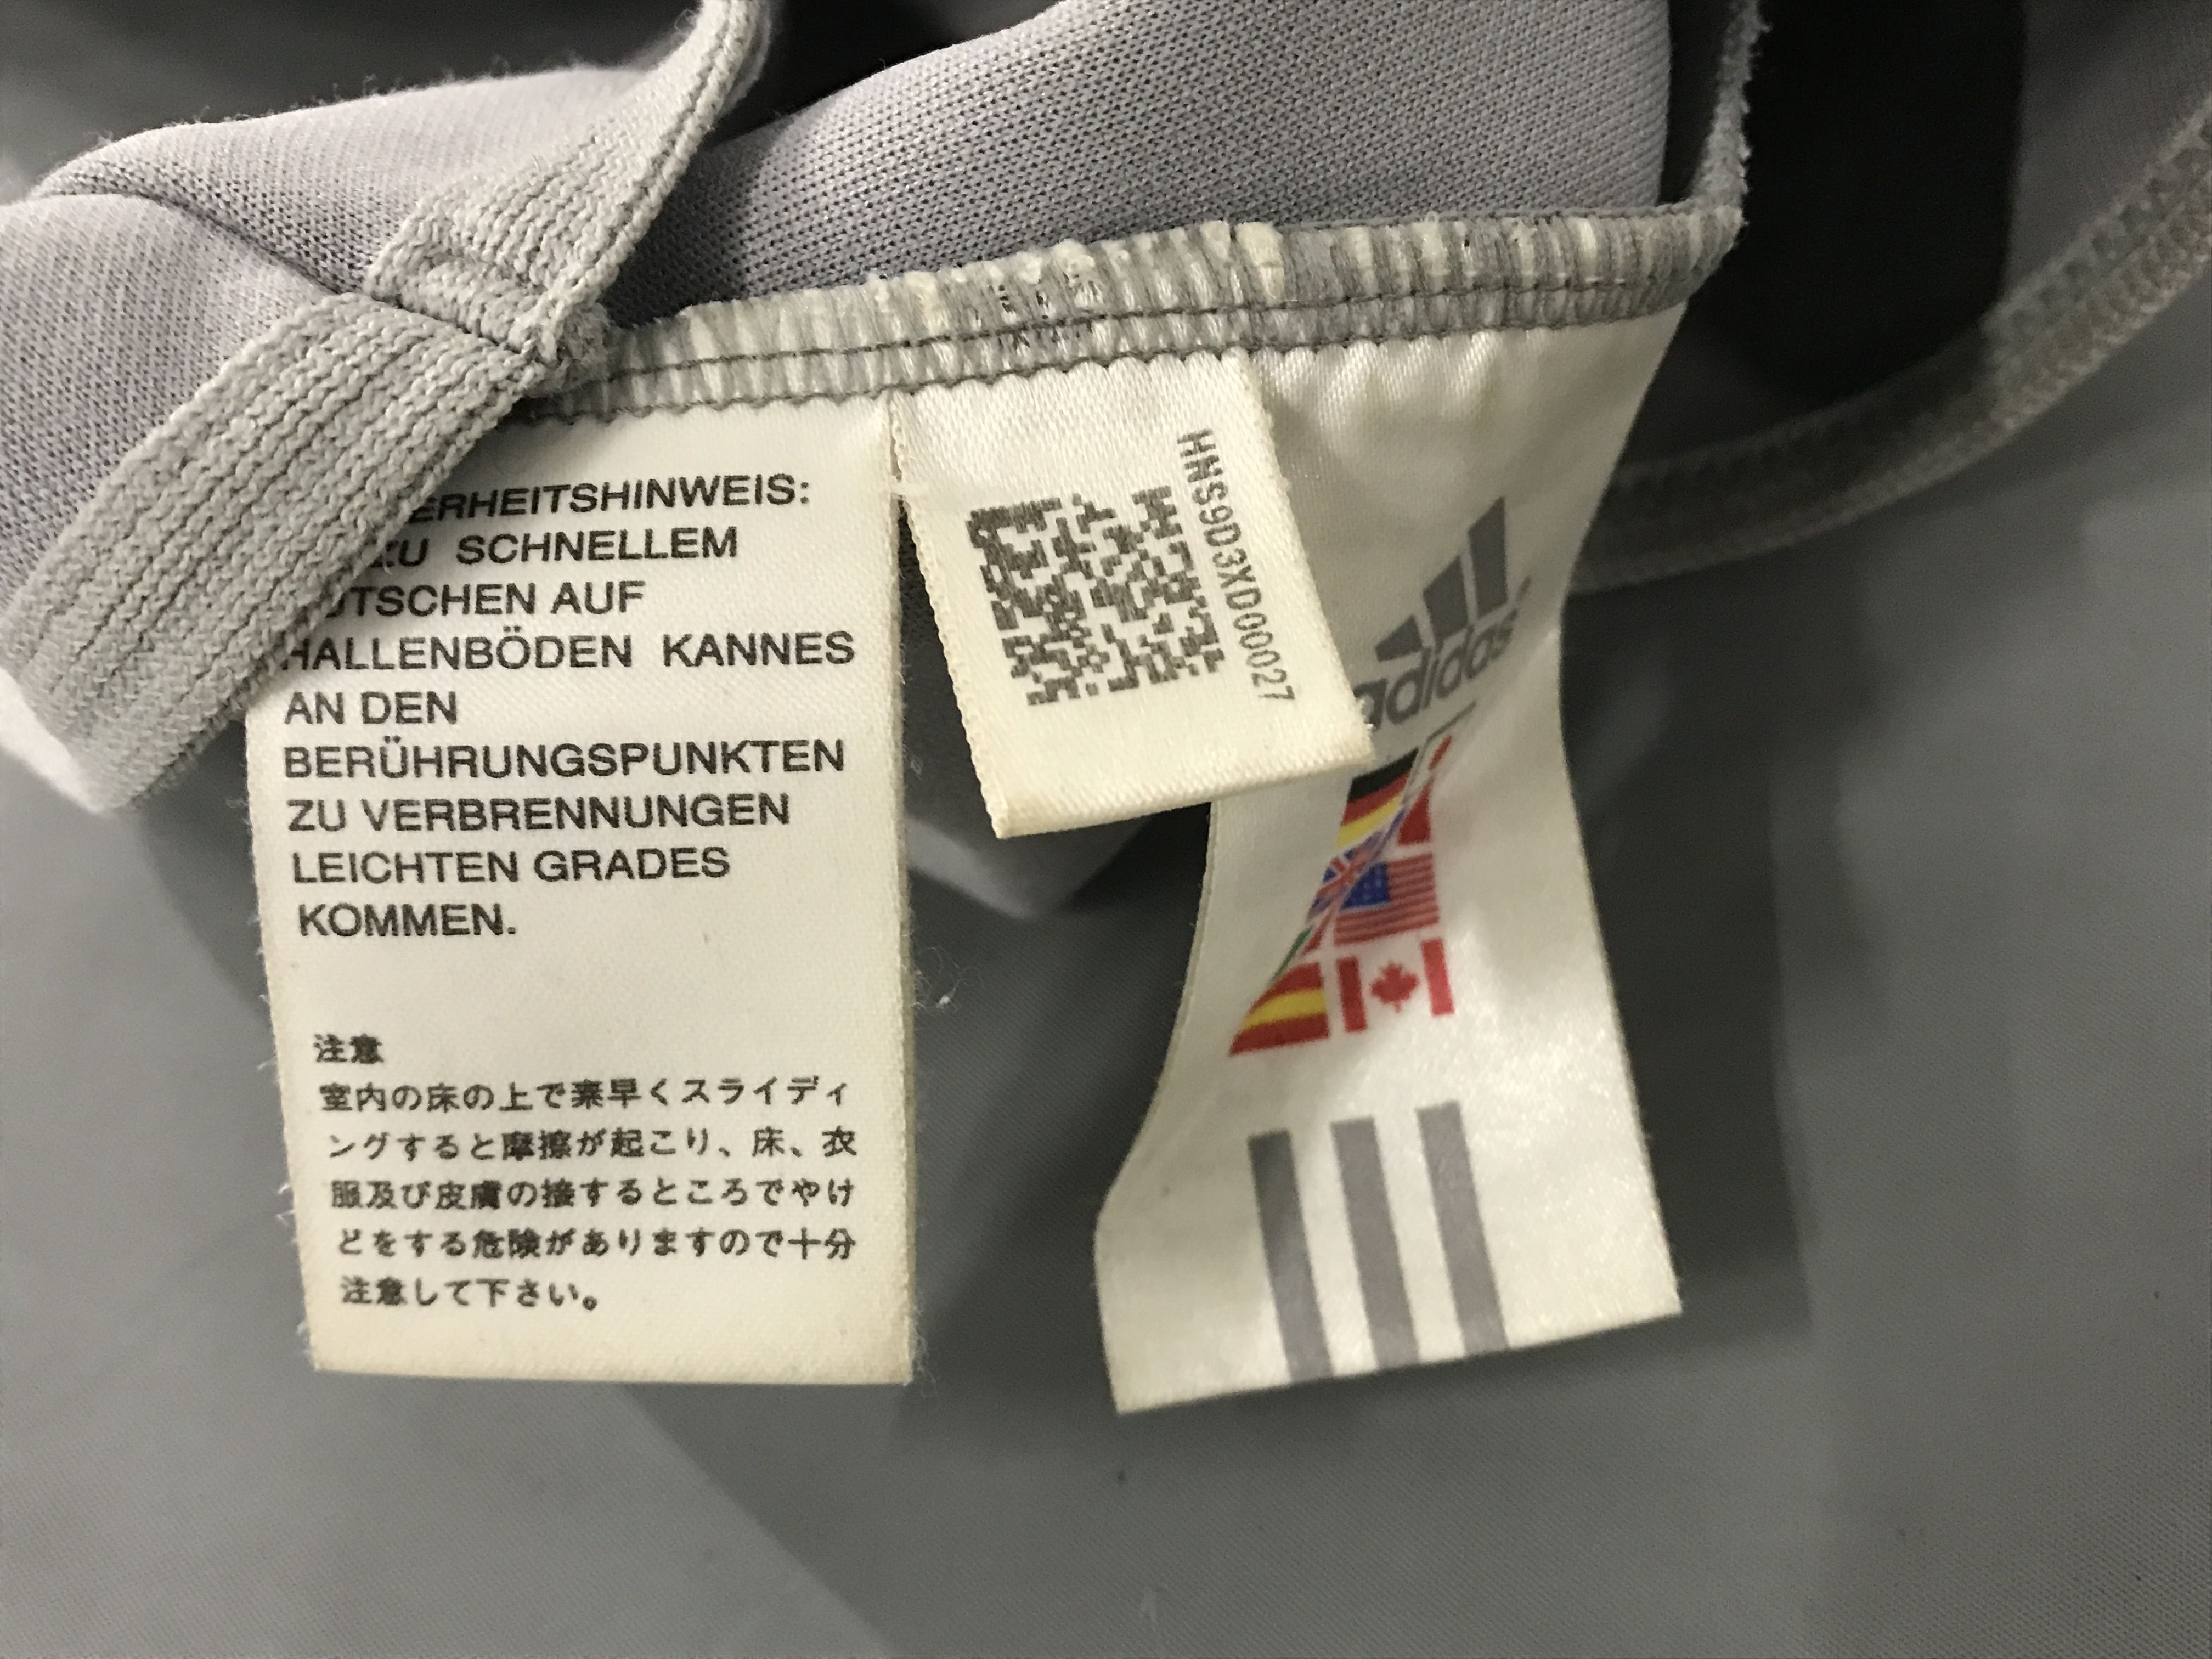 ERHEITSHINWEIS:
ZU SCHNELLEM
UTSCHEN AUF
HALLENBÖDEN KANNES
AN DEN
BERÜHRUNGSPUNKTEN
ZU VERBRENNUNGEN
LEICHTEN GRADES
KOMMEN.
注意
室内の床の上で素早くスライディ
ングすると摩擦が起こり、床、衣
服及び皮膚の接するところでやけ
どをする危険がありますので十分
注意して下さい。
HNS903X0000027
adidas